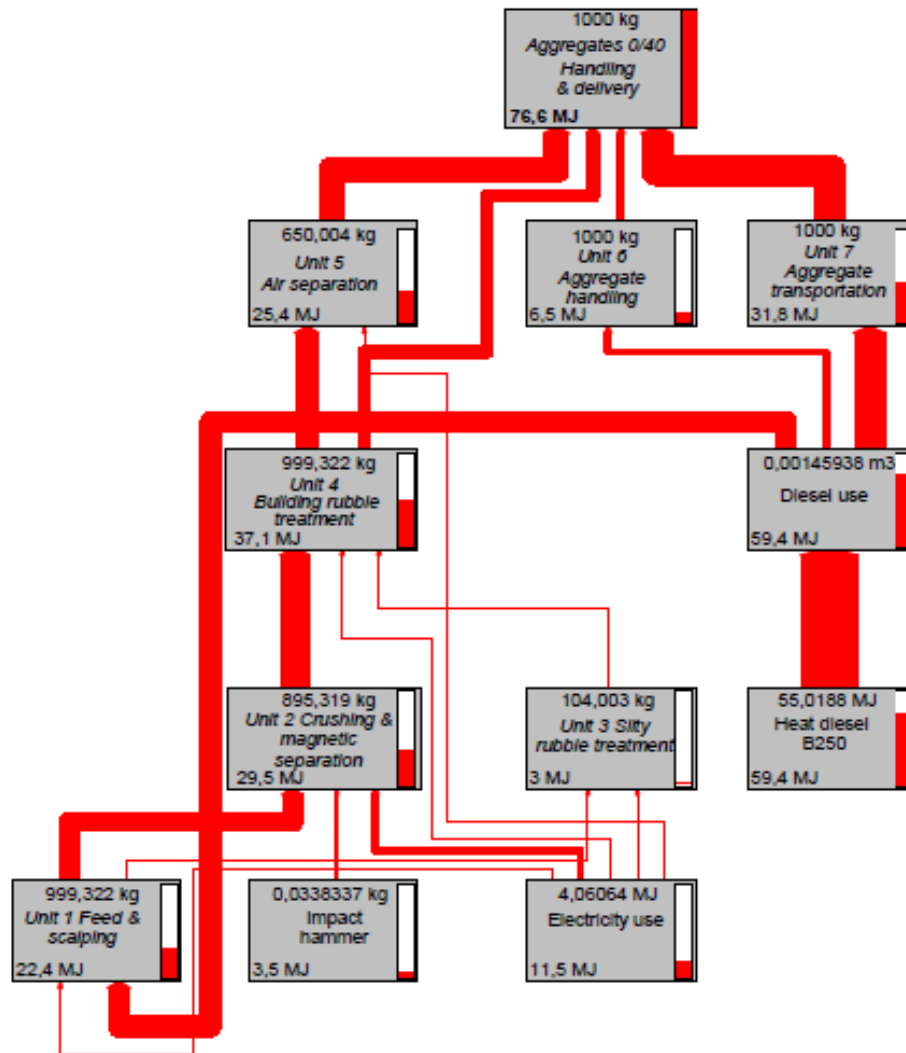 1000 kg
Aggregates 0/40
Handling
& delivery
76,6 MJ
650,004 kg
Unit 5
Air separation
25,4 MJ
1000 kg
Unit 6
Aggregate
handling
6,5 MJ
1000 kg
Unit 7
Aggregate
transportation
31,8 MJ
999,322 kg
Unit 4
Building rubble
treatment
37,1 MJ
0,00145938 m3
Diesel use
59,4 MJ
895,319 kg
Unit 2 Crushing &
magnetic
separation
29,5 MJ
104,003 kg
Unit 3 Silty
rubble treatment
3 MJ
55,0188 MJ
Heat diesel
B250
59,4 MJ
999,322 kg
Unit 1 Feed &
scalping
22,4 MJ
0,0338337 kg
Impact
hammer
3,5 MJ
4,06064 MJ
Electricity use
11,5 MJ